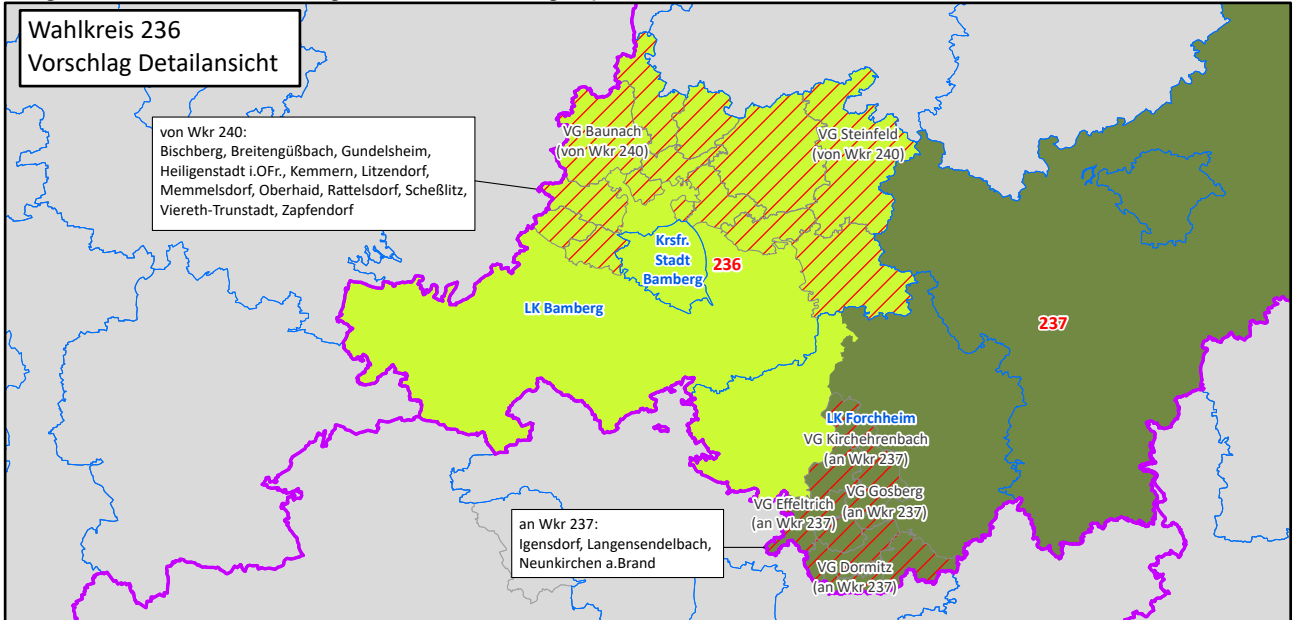 Wahlkreis 236
Vorschlag Detailansicht
von Wkr 240:
Bischberg, Breitengüßbach, Gundelsheim,
Heiligenstadt i.OFr., Kemmern, Litzendorf,
Memmelsdorf, Oberhaid, Rattelsdorf, Scheßlitz,
Viereth-Trunstadt, Zapfendorf
VG Baunach
(von Wkr 240)
VG Steinfeld
(von Wkr 240)
Krsfr.
Stadt
Bamberg
236
LK Bamberg
237
LK Forchheim
VG Kirchehrenbach
(an Wkr 237)
VG Gosberg
(an Wkr 237)
VG Effeltrich
(an Wkr 237)
an Wkr 237:
Igensdorf, Langensendelbach,
Neunkirchen a.Brand
VG Dormitz
(an Wkr 237)